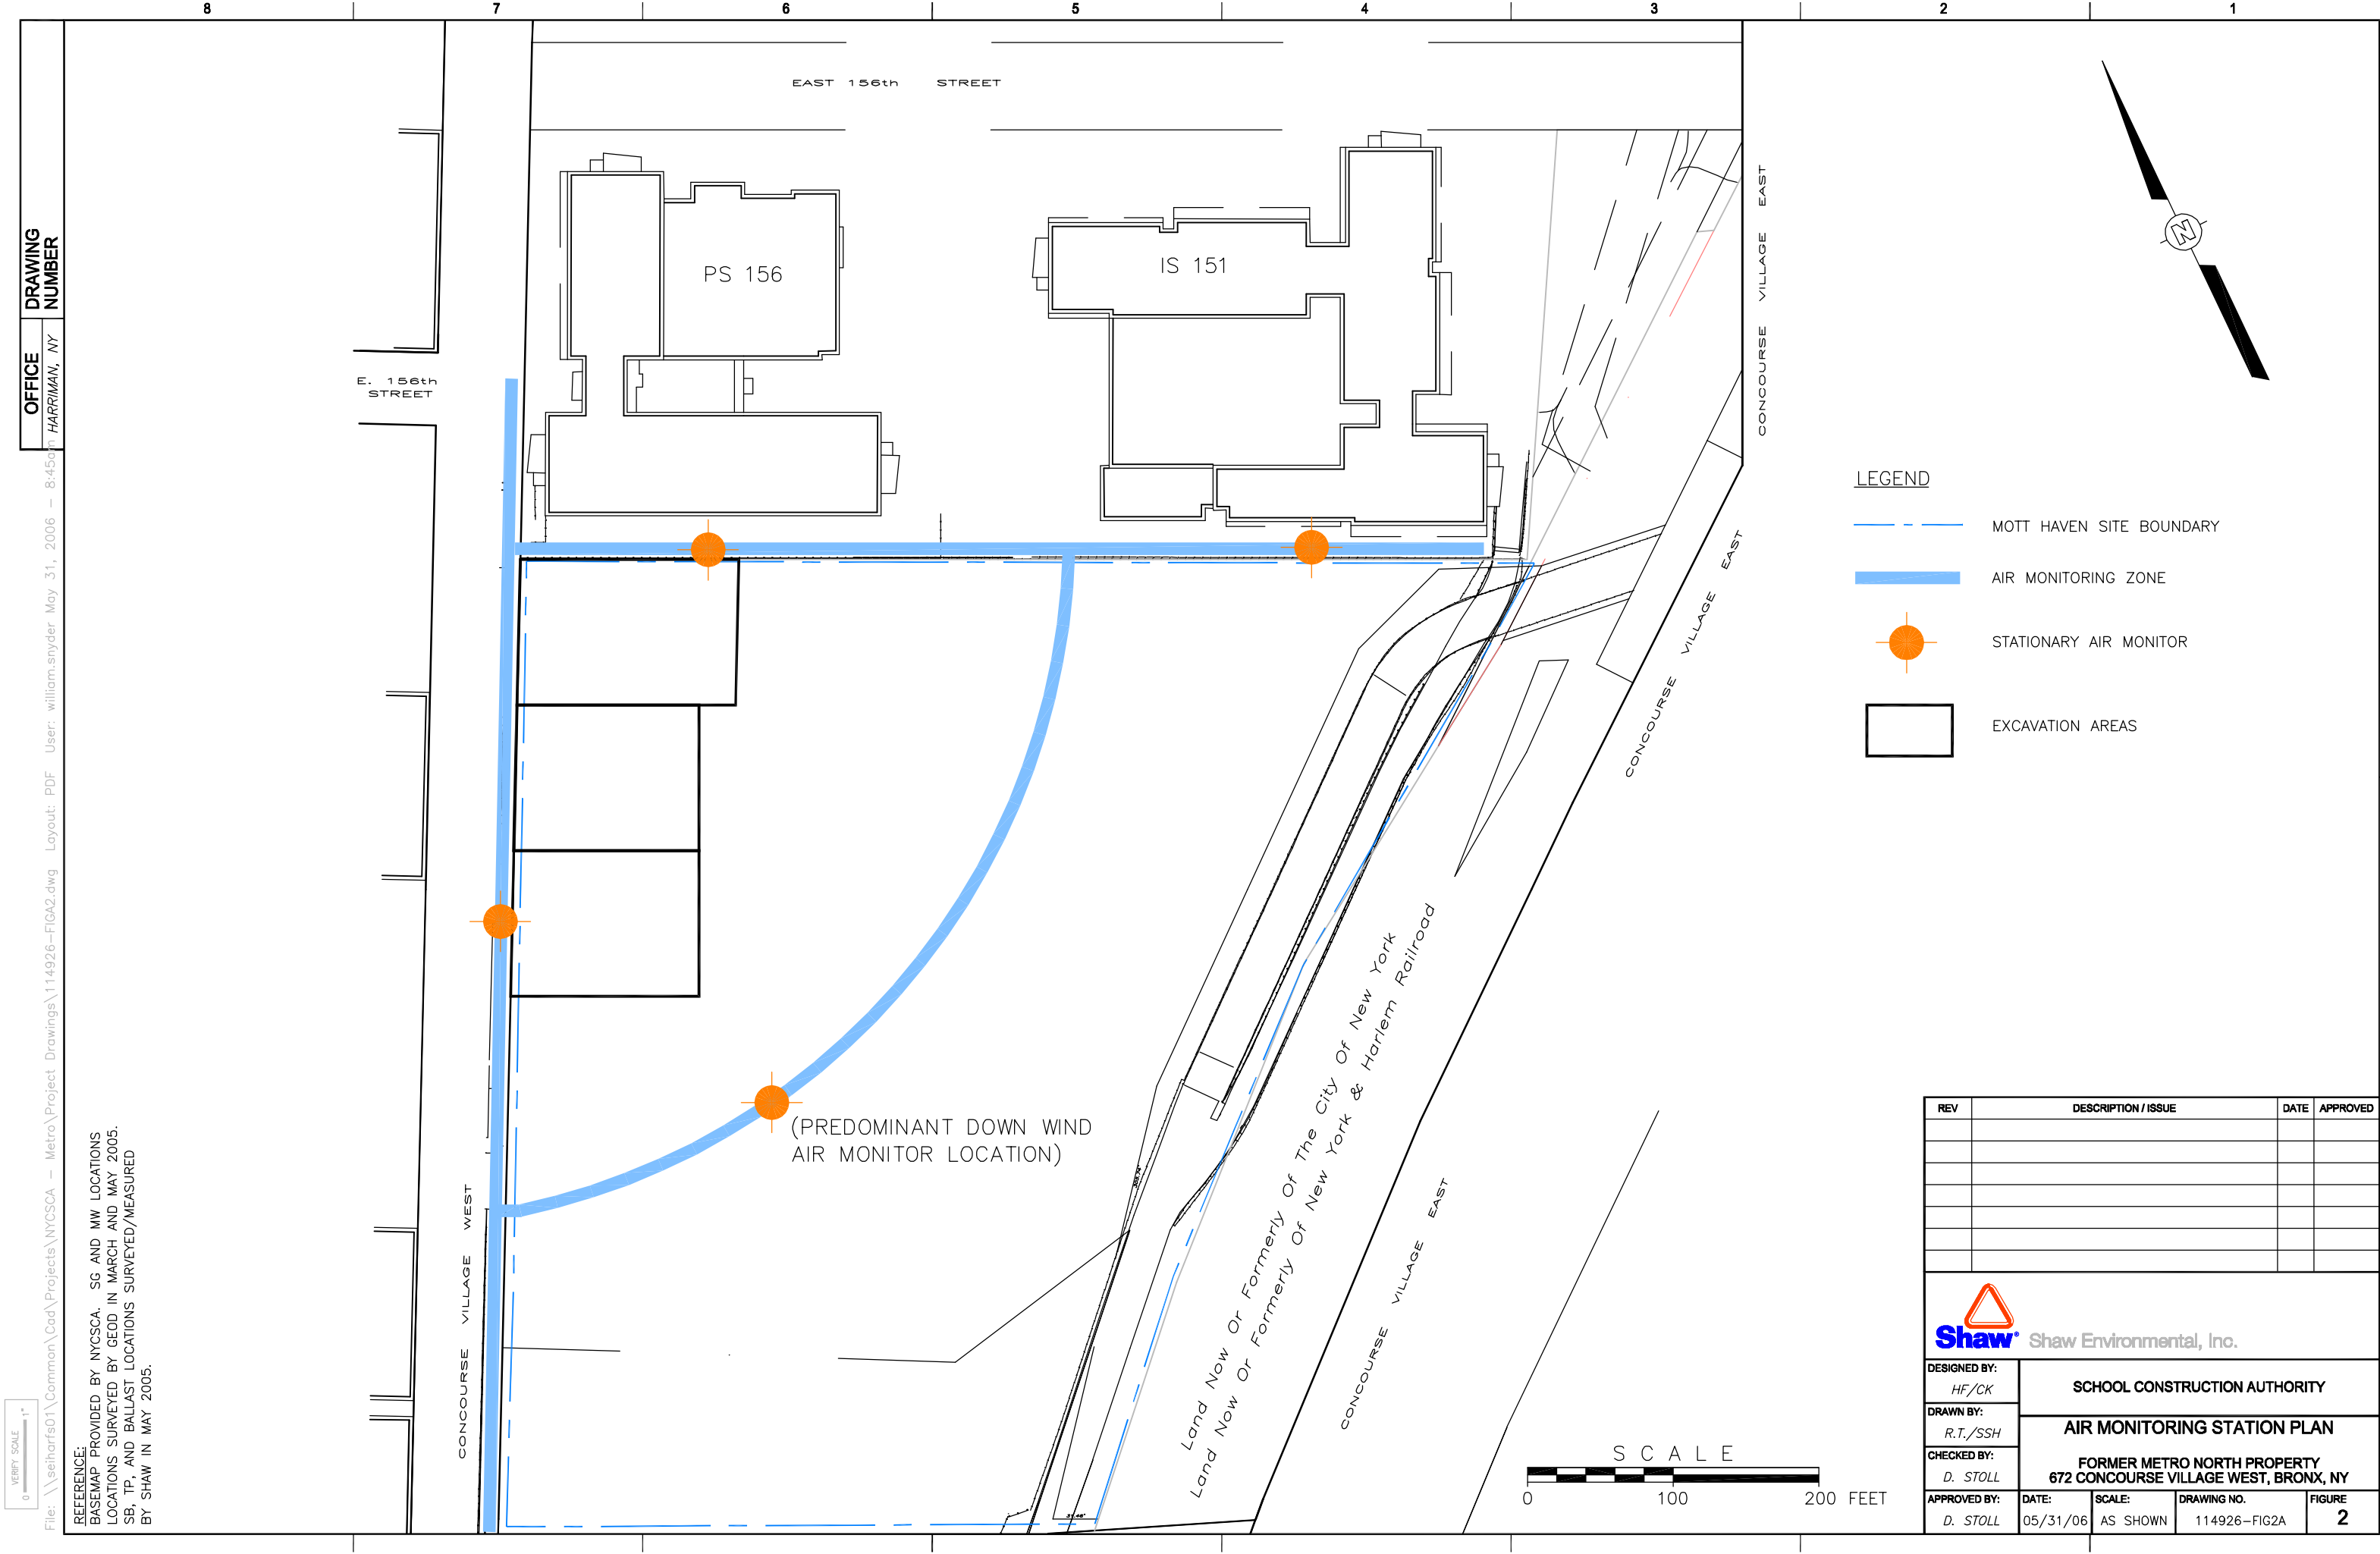 8 7 6 5 4 3 2 1
DRAWING
NUMBER
OFFICE
HARRIMAN, NY
EAST 156th STREET
PS 156
IS 151
E. 156th
STREET
CONCOURSE VILLAGE EAST
N
LEGEND
MOTT HAVEN SITE BOUNDARY
AIR MONITORING ZONE
STATIONARY AIR MONITOR
EXCAVATION AREAS
CONCOURSE VILLAGE EAST
(PREDOMINANT DOWN WIND
AIR MONITOR LOCATION)
Land Now Or Formerly Of The City Of New York
Land Now Or Formerly Of New York & Harlem Railroad
CONCOURSE VILLAGE EAST
CONCOURSE VILLAGE WEST
File: \\seiharfs01\Common\Cad\Projects\NYCSCA - Metro\Project Drawings\114926-FIGA2.dwg Layout: PDF User: william.snyder May 31, 2006 - 8:45am
VERIFY SCALE
0 1"
REFERENCE:
BASEMAP PROVIDED BY NYCSCA. SG AND MW LOCATIONS
LOCATIONS SURVEYED BY GEOD IN MARCH AND MAY 2005.
SB, TP, AND BALLAST LOCATIONS SURVEYED/MEASURED
BY SHAW IN MAY 2005.
SCALE
0 100 200 FEET
REV DESCRIPTION / ISSUE DATE APPROVED
Shaw® Shaw Environmental, Inc.
DESIGNED BY:
HF/CK
SCHOOL CONSTRUCTION AUTHORITY
DRAWN BY:
R.T./SSH
AIR MONITORING STATION PLAN
CHECKED BY:
D. STOLL
FORMER METRO NORTH PROPERTY
672 CONCOURSE VILLAGE WEST, BRONX, NY
APPROVED BY:
D. STOLL
DATE:
05/31/06
SCALE:
AS SHOWN
DRAWING NO.
114926-FIG2A
FIGURE
2